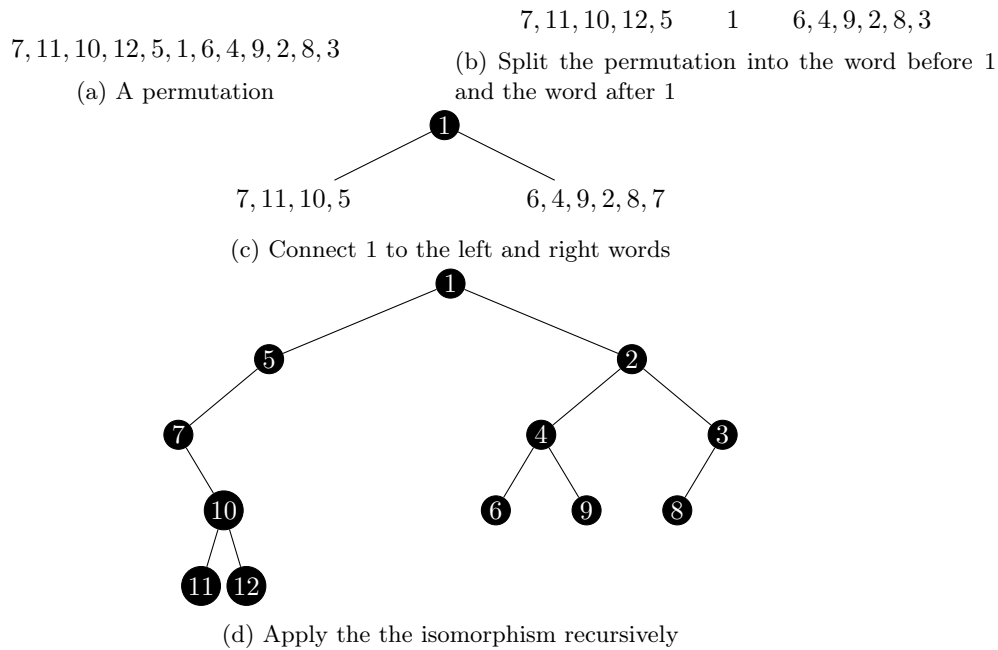 7, 11, 10, 12, 5, 1, 6, 4, 9, 2, 8, 3
(a) A permutation
7, 11, 10, 12, 5 1 6, 4, 9, 2, 8, 3
(b) Split the permutation into the word before 1
and the word after 1
1
7, 11, 10, 5 6, 4, 9, 2, 8, 7
(c) Connect 1 to the left and right words
1
5 2
7 4 3
10 6 9 8
11 12
(d) Apply the the isomorphism recursively